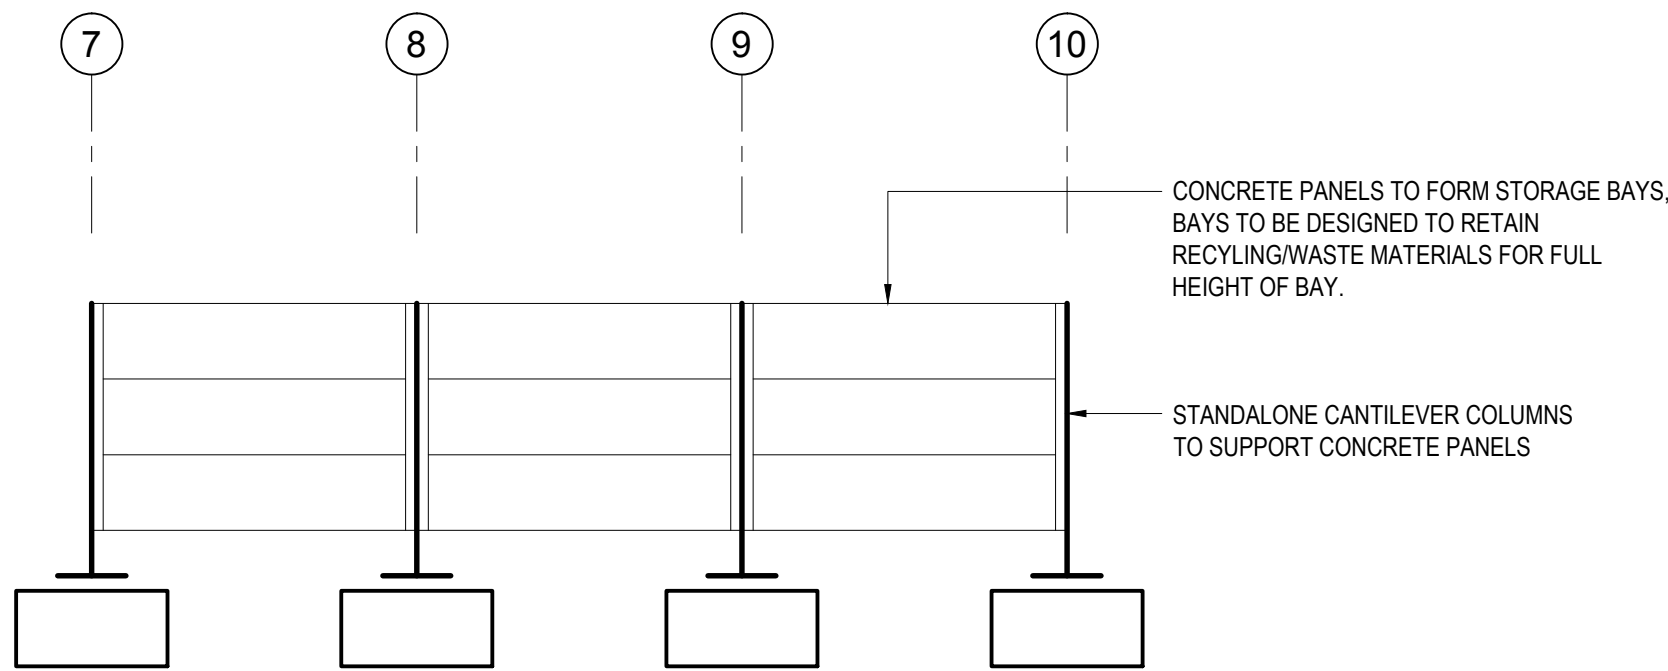 7
8
9
10
CONCRETE PANELS TO FORM STORAGE BAYS,
BAYS TO BE DESIGNED TO RETAIN
RECYLING/WASTE MATERIALS FOR FULL
HEIGHT OF BAY.
STANDALONE CANTILEVER COLUMNS
TO SUPPORT CONCRETE PANELS